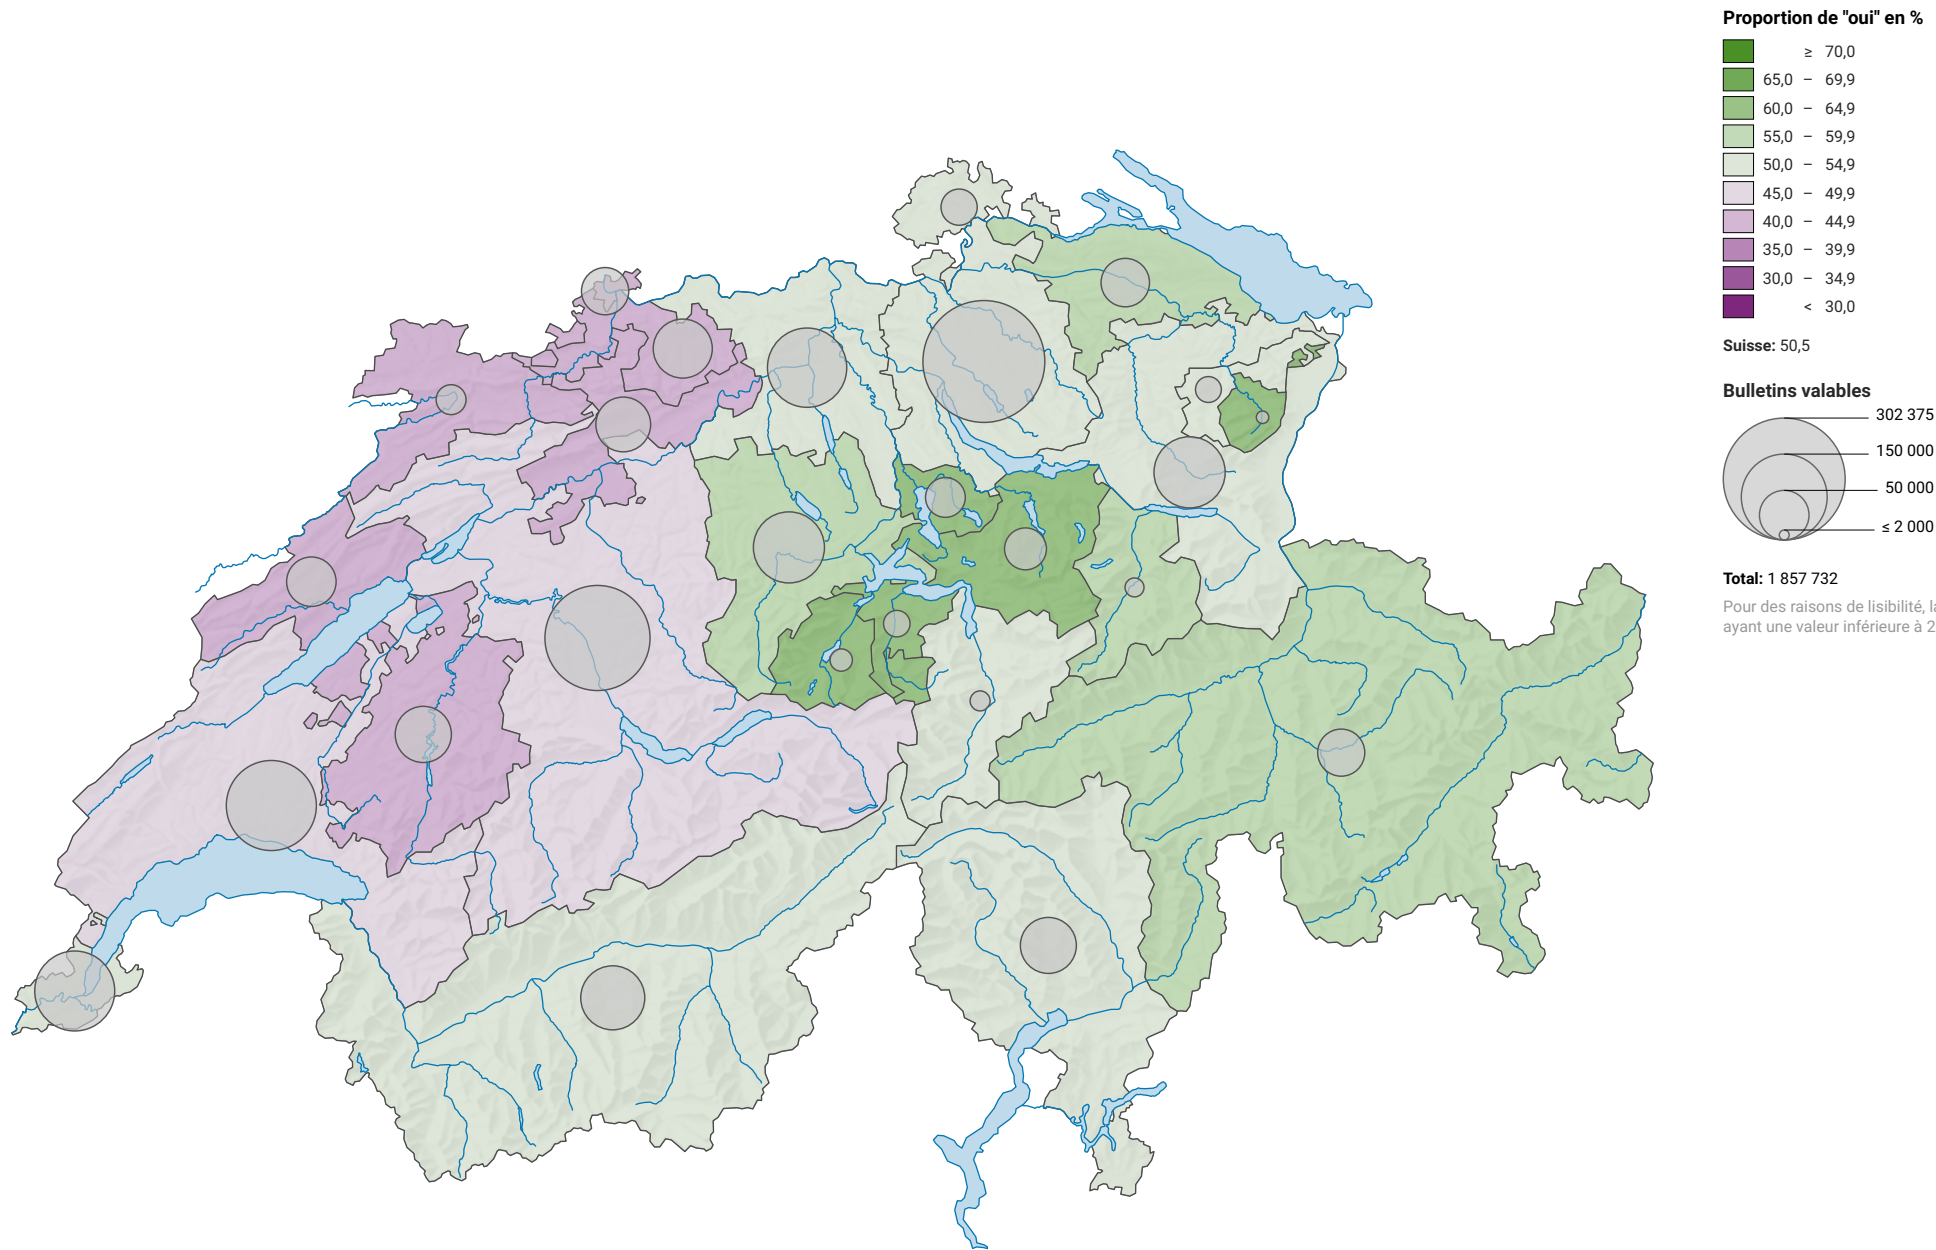 Proportion de "oui" en %
≥ 70,0
65,0 – 69,9
60,0 – 64,9
55,0 – 59,9
50,0 – 54,9
45,0 – 49,9
40,0 – 44,9
35,0 – 39,9
30,0 – 34,9
< 30,0
Suisse: 50,5
Bulletins valables
302 375
150 000
50 000
≤ 2 000
Total: 1 857 732
Pour des raisons de lisibilité, la
ayant une valeur inférieure à 2